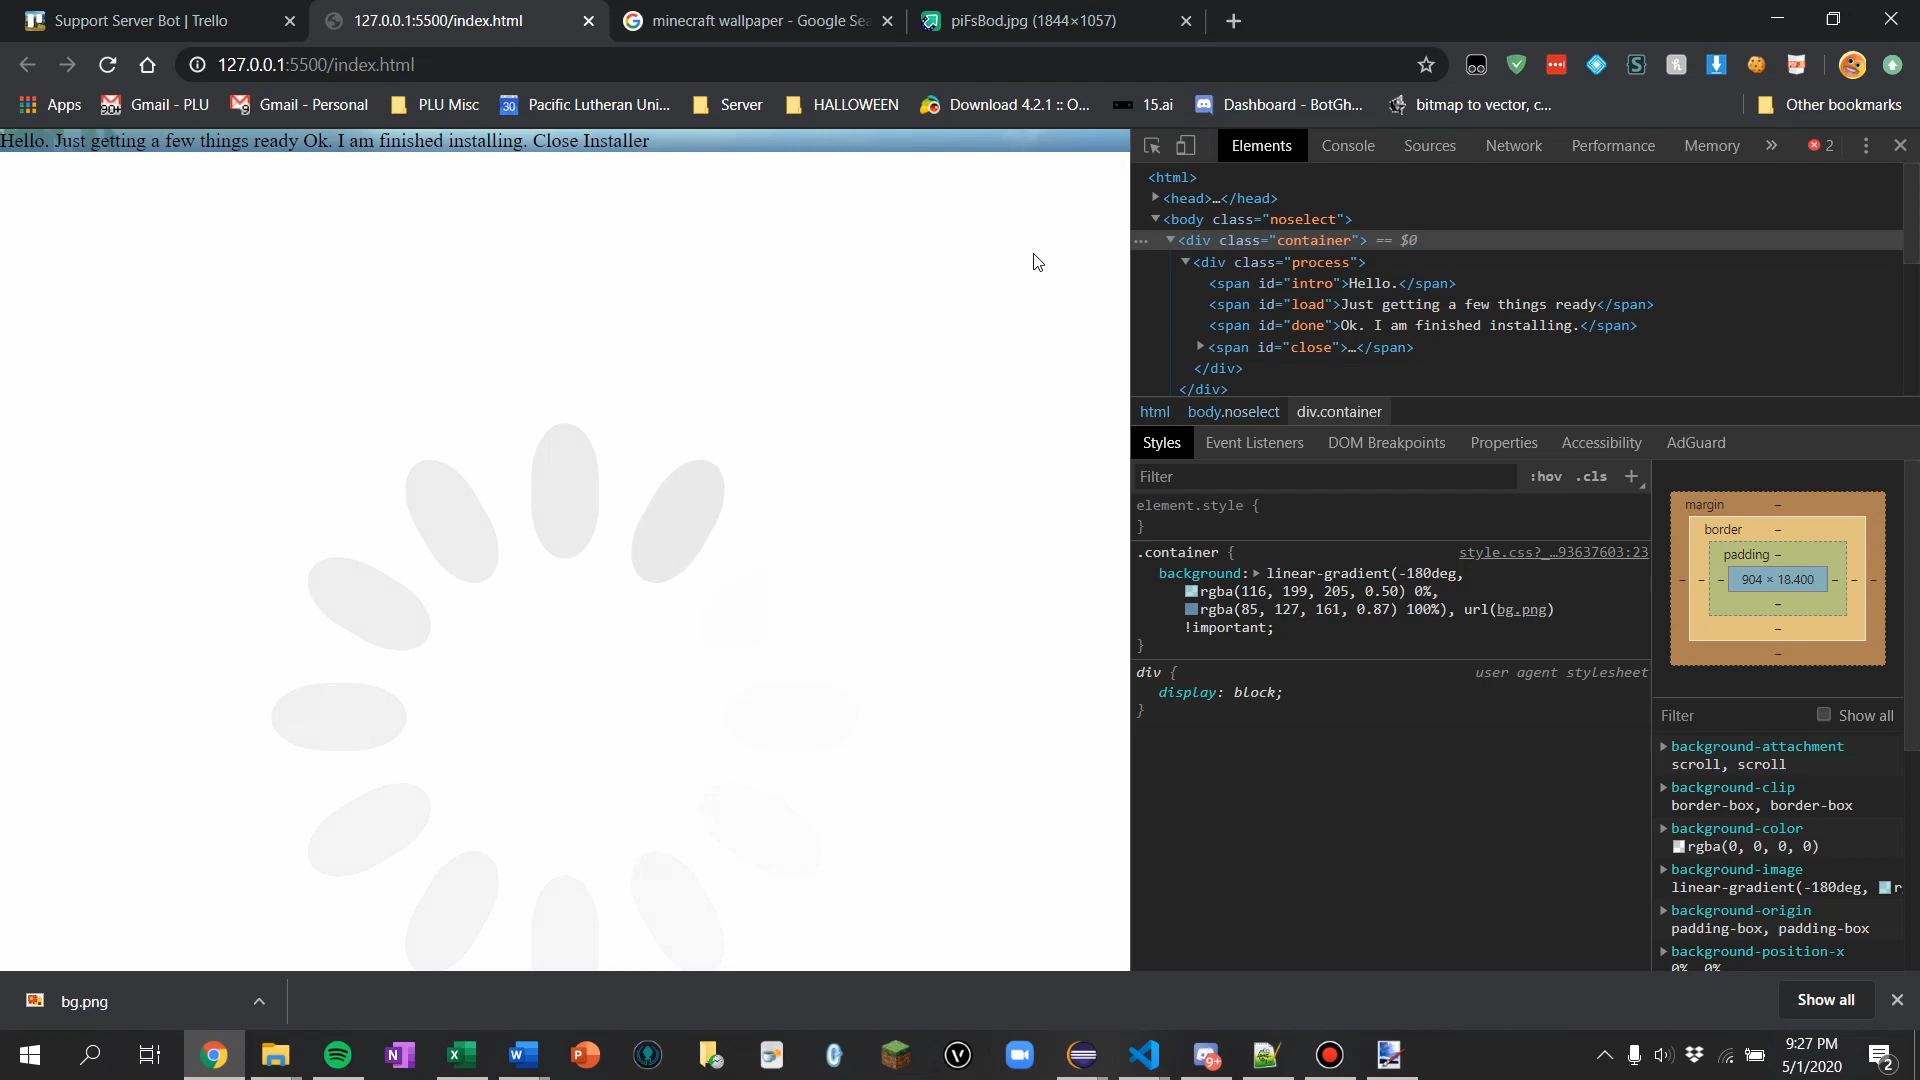 Support Server Bot | Trello
127.0.0.1:5500/index.html
minecraft wallpaper - Google Sea
piFsBod.jpg (1844×1057)
127.0.0.1:5500/index.html
Apps
Gmail - PLU
Gmail - Personal
PLU Misc
30
Pacific Lutheran Uni...
Server
HALLOWEEN
Download 4.2.1 :: O...
15.ai
Dashboard - BotGh...
bitmap to vector, c...
Other bookmarks
Hello. Just getting a few things ready Ok. I am finished installing. Close Installer
Elements Console Sources Network Performance Memory » 2
<html>
<head>…</head>
<body class="noselect">
<div class="container> == $0
<div class="process">
<span id="intro">Hello.</span>
<span id="load">Just getting a few things ready</span>
<span id="done">Ok. I am finished installing.</span>
<span id="close">…</span>
</div>
</div>
html body.noselect div.container
Styles Event Listeners DOM Breakpoints Properties Accessibility AdGuard
Filter :hov .cls +
element.style {
}
.container { style.css?_…93637603:23
background: linear-gradient(-180deg,
rgba(116, 199, 205, 0.50) 0%,
rgba(85, 127, 161, 0.87) 100%), url(bg.png)
!important;
}
div { user agent stylesheet
display: block;
}
margin –
border –
padding –
– – – 904 × 18.400 – – –
–
–
–
Filter Show all
background-attachment
scroll, scroll
background-clip
border-box, border-box
background-color
rgba(0, 0, 0, 0)
background-image
linear-gradient(-180deg, r
background-origin
padding-box, padding-box
background-position-x
0%, 0%
bg.png
Show all
9:27 PM
5/1/2020
2